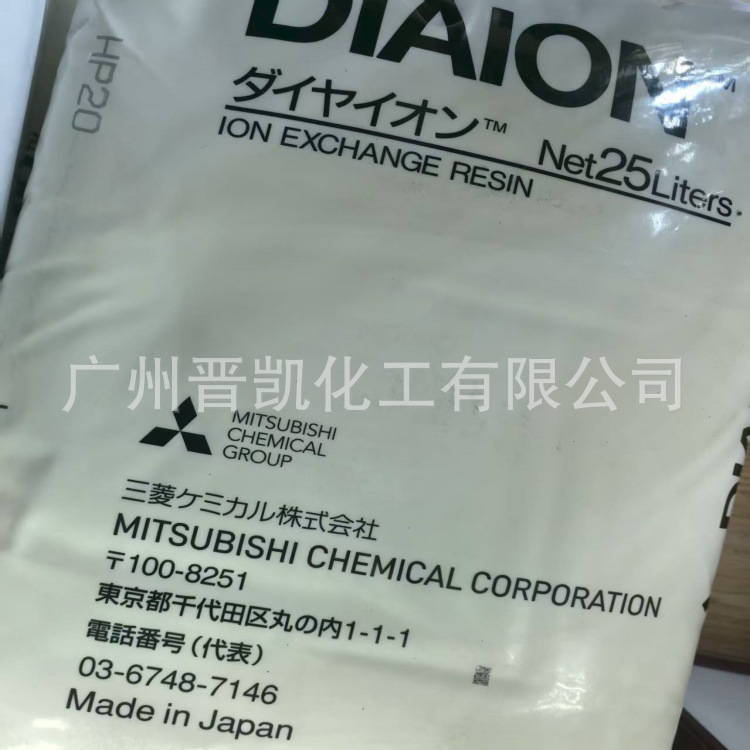 DIAION™
HP20
ダイヤイオン™
Net25Liters.
ION EXCHANGE RESIN
广州晋凯化工有限公司
MITSUBISHI
CHEMICAL
GROUP
三菱ケミカル株式会社
MITSUBISHI CHEMICAL CORPORATION
〒100-8251
東京都千代田区丸の内1-1-1
電話番号(代表)
03-6748-7146
Made in Japan
DIA